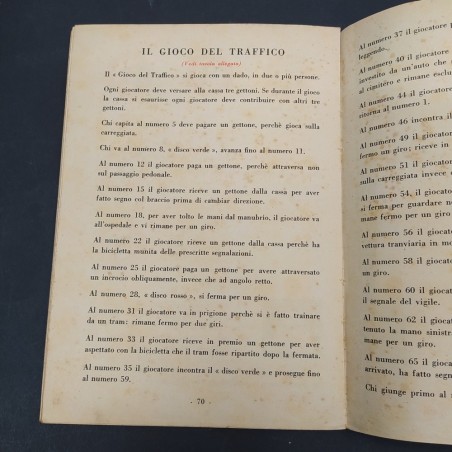 IL GIOCO DEL TRAFFICO
(Vedi tavola allegata)
Il « Gioco del Traffico » si gioca con un dado, in due o più persone.
Ogni giocatore deve versare alla cassa tre gettoni. Se durante il gioco
la cassa si esaurisse ogni giocatore deve contribuire con altri tre
gettoni.
Chi capita al numero 5 deve pagare un gettone, perchè gioca sulla
carreggiata.
Chi va al numero 8, « disco verde », avanza fino al numero 11.
Al numero 12 il giocatore paga un gettone, perchè attraversa non
sul passaggio pedonale.
Al numero 15 il giocatore riceve un gettone dalla cassa per aver
fatto segno col braccio prima di cambiar direzione.
Al numero 18, per aver tolto le mani dal manubrio, il giocatore va
all'ospedale e vi rimane per un giro.
Al numero 22 il giocatore riceve un gettone dalla cassa perchè ha
la bicicletta munita delle prescritte segnalazioni.
Al numero 25 il giocatore paga un gettone per avere attraversato
un incrocio obliquamente, invece che ad angolo retto.
Al numero 28, « disco rosso », si ferma per un giro.
Al numero 31 il giocatore va in prigione perchè si è fatto trainare
da un tram: rimane fermo per due giri.
Al numero 33 il giocatore riceve in premio un gettone per aver
aspettato con la bicicletta che il tram fosse ripartito dopo la fermata.
Al numero 35 il giocatore incontra il « disco verde » e prosegue fino
al numero 59.
- 70 -
Al numero 37 il giocatore
leggendo.
Al numero 40 il giocatore
investito da un'auto che
al cimitero e rimane esclu
Al numero 44 il giocatore
ritorna al numero 1.
Al numero 46 incontra il
Al numero 49 il giocatore
fermo un giro; riceve in
Al numero 51 il giocatore
sulla carreggiata invece
Al numero 54, il giocatore
si ferma per guardare
mane fermo per un giro.
Al numero 56 il giocatore
vettura tranviaria in mo
Al numero 58 il giocatore
Al numero 60 il giocatore
il segnale del vigile.
Al numero 62 il giocatore
tenuto la mano sinistr
mane per un giro.
Al numero 65 il giocatore
arrivato, ha fatto segno
Chi giunge primo al